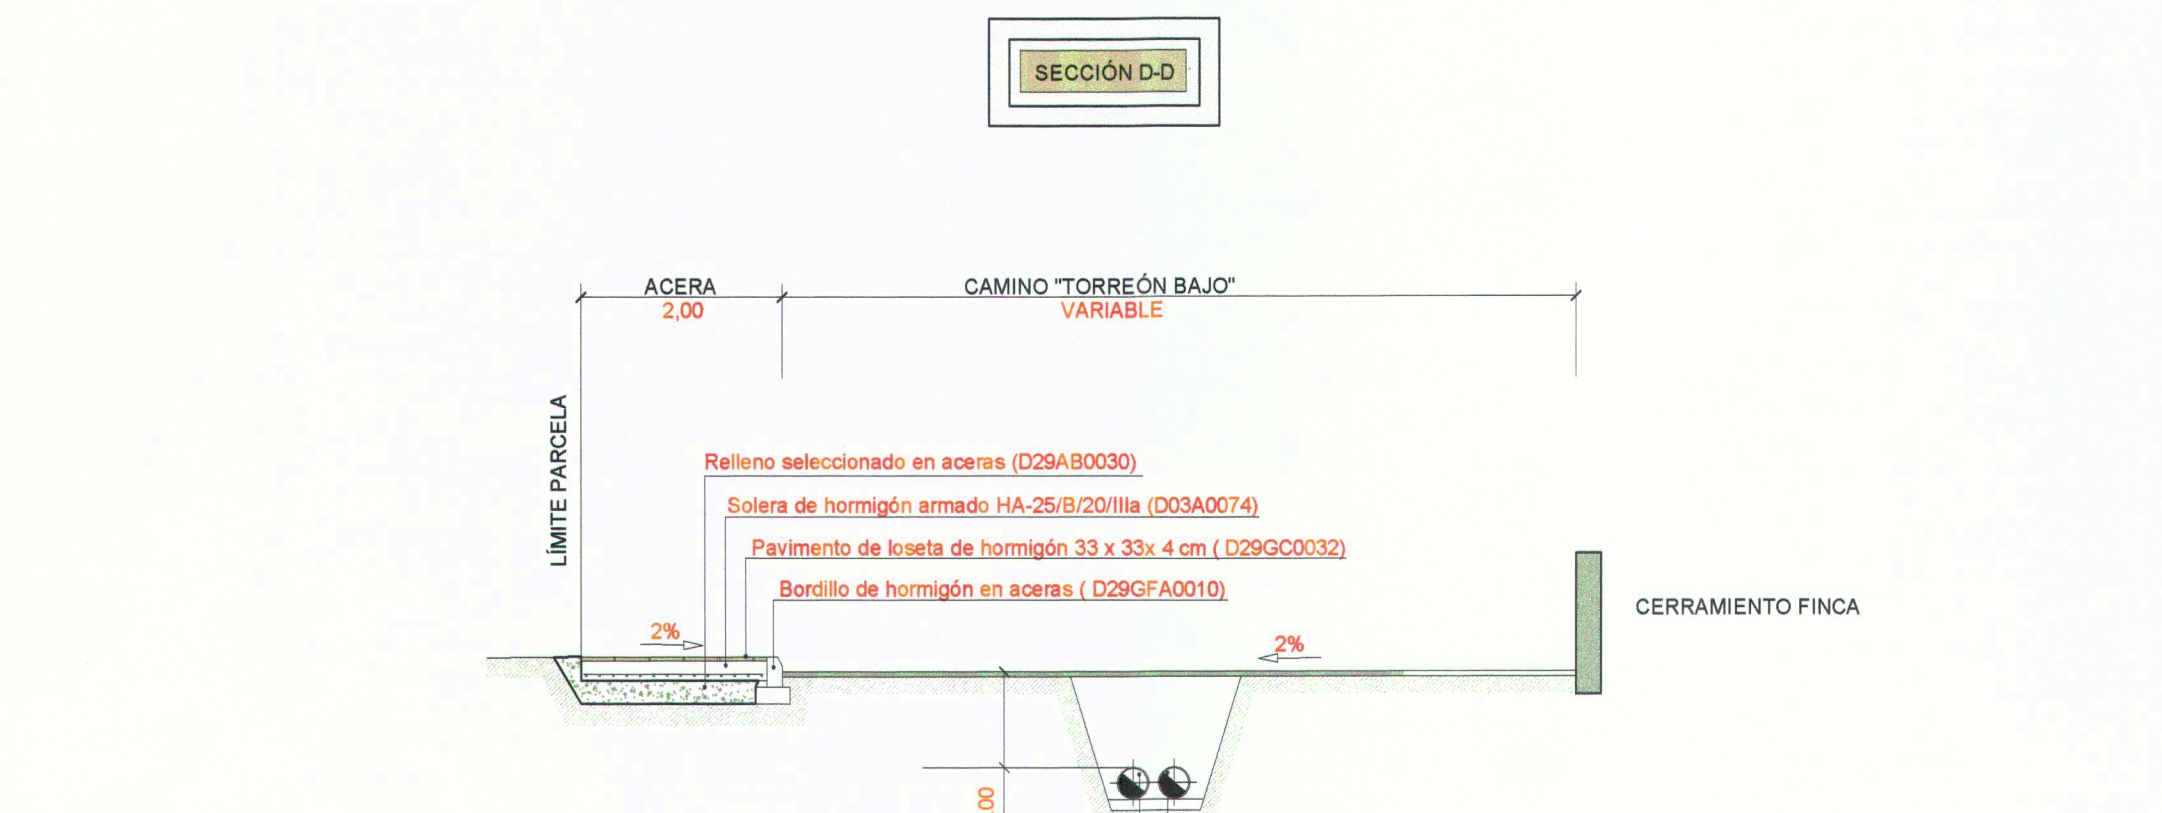 SECCIÓN D-D
ACERA
2,00
CAMINO "TORREÓN BAJO"
VARIABLE
LÍMITE PARCELA
Relleno seleccionado en aceras (D29AB0030)
Solera de hormigón armado HA-25/B/20/IIIa (D03A0074)
Pavimento de loseta de hormigón 33 x 33x 4 cm ( D29GC0032)
Bordillo de hormigón en aceras ( D29GFA0010)
CERRAMIENTO FINCA
2%
2%